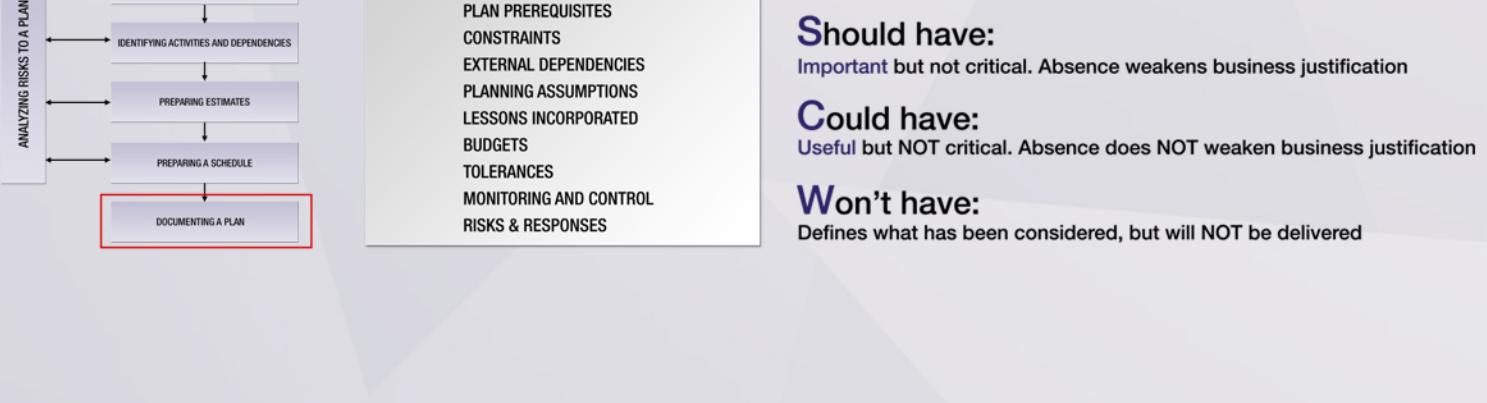 ANALYZING RISKS TO A PLAN
IDENTIFYING ACTIVITIES AND DEPENDENCIES
PREPARING ESTIMATES
PREPARING A SCHEDULE
DOCUMENTING A PLAN
PLAN PREREQUISITES
CONSTRAINTS
EXTERNAL DEPENDENCIES
PLANNING ASSUMPTIONS
LESSONS INCORPORATED
BUDGETS
TOLERANCES
MONITORING AND CONTROL
RISKS & RESPONSES
Should have:
Important but not critical. Absence weakens business justification
Could have:
Useful but NOT critical. Absence does NOT weaken business justification
Won't have:
Defines what has been considered, but will NOT be delivered